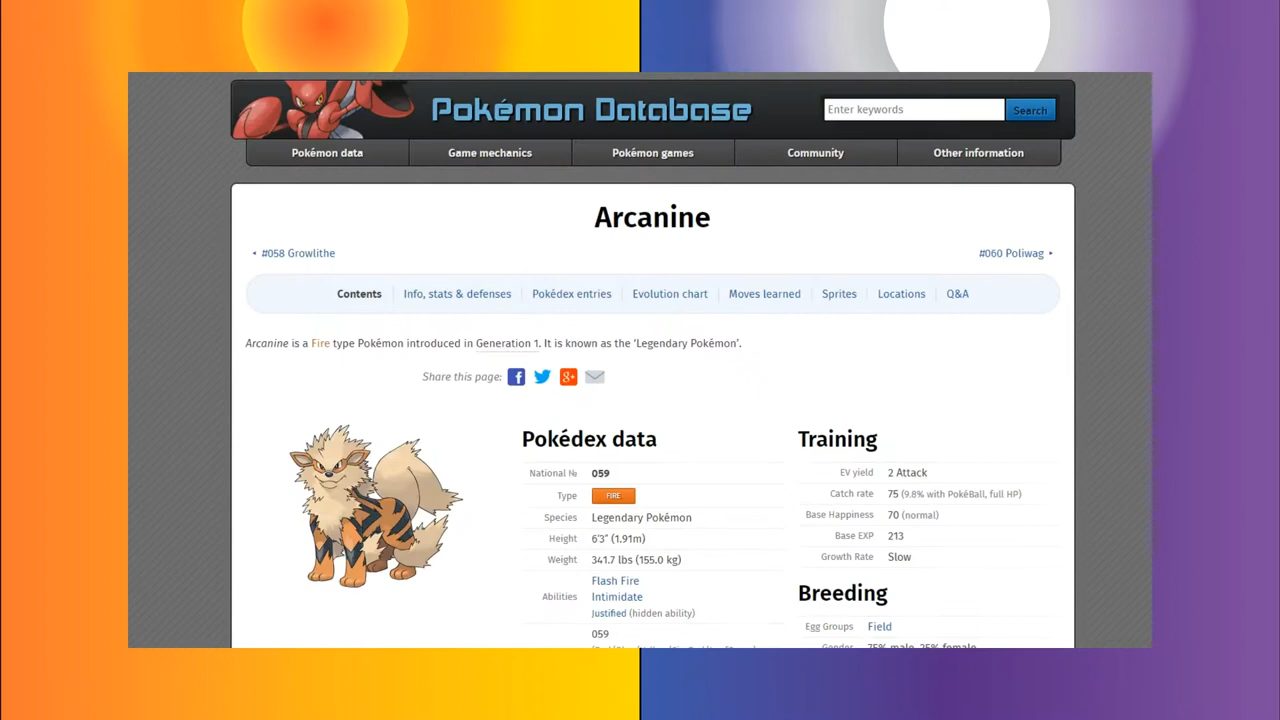 Pokémon Database
Enter keywords
Search
Pokémon data
Game mechanics
Pokémon games
Community
Other information
Arcanine
#058 Growlithe
#060 Poliwag
Contents
Info, stats & defenses
Pokédex entries
Evolution chart
Moves learned
Sprites
Locations
Q&A
Arcanine is a Fire type Pokémon introduced in Generation 1. It is known as the ‘Legendary Pokémon’.
Share this page:
Pokédex data
National № 059
Type FIRE
Species Legendary Pokémon
Height 6'3" (1.91m)
Weight 341.7 lbs (155.0 kg)
Abilities Flash Fire
Intimidate
Justified (hidden ability)
059
Training
EV yield 2 Attack
Catch rate 75 (9.8% with PokéBall, full HP)
Base Happiness 70 (normal)
Base EXP 213
Growth Rate Slow
Breeding
Egg Groups Field
Gender 75% male, 25% female